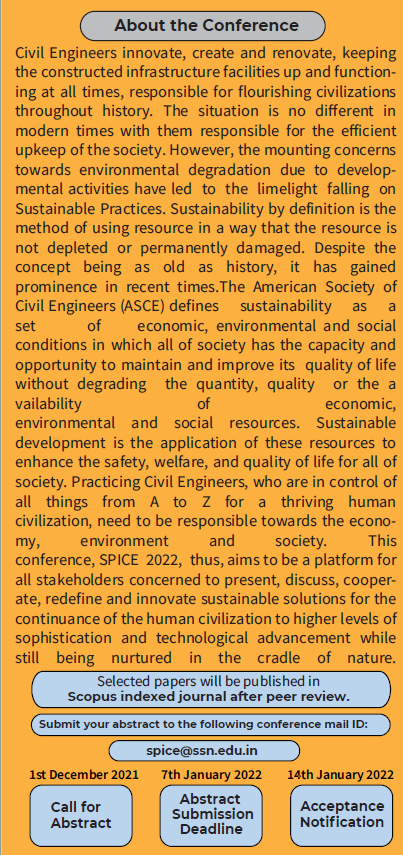 About the Conference
Civil Engineers innovate, create and renovate, keeping
the constructed infrastructure facilities up and function-
ing at all times, responsible for flourishing civilizations
throughout history. The situation is no different in
modern times with them responsible for the efficient
upkeep of the society. However, the mounting concerns
towards environmental degradation due to develop-
mental activities have led to the limelight falling on
Sustainable Practices. Sustainability by definition is the
method of using resource in a way that the resource is
not depleted or permanently damaged. Despite the
concept being as old as history, it has gained
prominence in recent times.The American Society of
Civil Engineers (ASCE) defines sustainability as a
set of economic, environmental and social
conditions in which all of society has the capacity and
opportunity to maintain and improve its quality of life
without degrading the quantity, quality or the a
vailability of economic,
environmental and social resources. Sustainable
development is the application of these resources to
enhance the safety, welfare, and quality of life for all of
society. Practicing Civil Engineers, who are in control of
all things from A to Z for a thriving human
civilization, need to be responsible towards the econo-
my, environment and society. This
conference, SPICE 2022, thus, aims to be a platform for
all stakeholders concerned to present, discuss, cooper-
ate, redefine and innovate sustainable solutions for the
continuance of the human civilization to higher levels of
sophistication and technological advancement while
still being nurtured in the cradle of nature.
Selected papers will be published in
Scopus indexed journal after peer review.
Submit your abstract to the following conference mail ID:
spice@ssn.edu.in
1st December 2021 7th January 2022 14th January 2022
Call for
Abstract
Abstract
Submission
Deadline
Acceptance
Notification